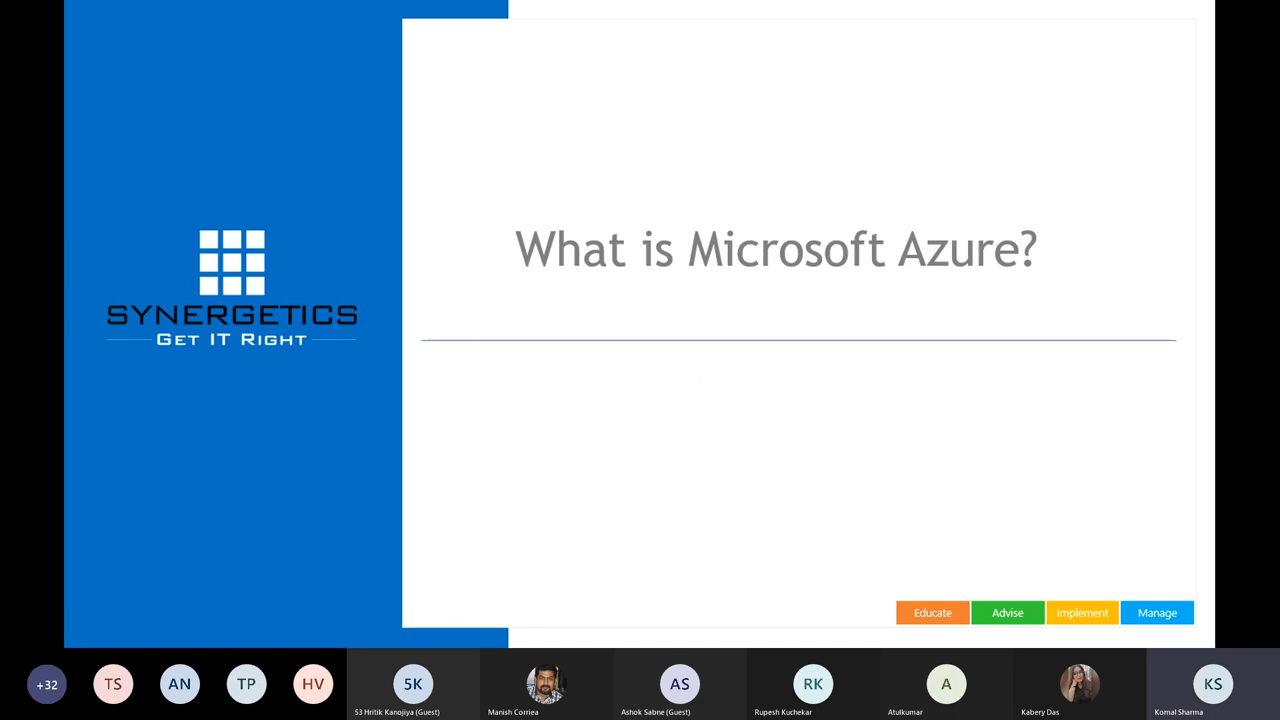 What is Microsoft Azure?
SYNERGETICS
GET IT RIGHT
Educate
Advise
Implement
Manage
+32
TS
AN
TP
HV
5K
AS
RK
A
KS
53 Hritik Kanojiya (Guest)
Manish Corriea
Ashok Sabne (Guest)
Rupesh Kuchekar
Atulkumar
Kabery Das
Komal Sharma